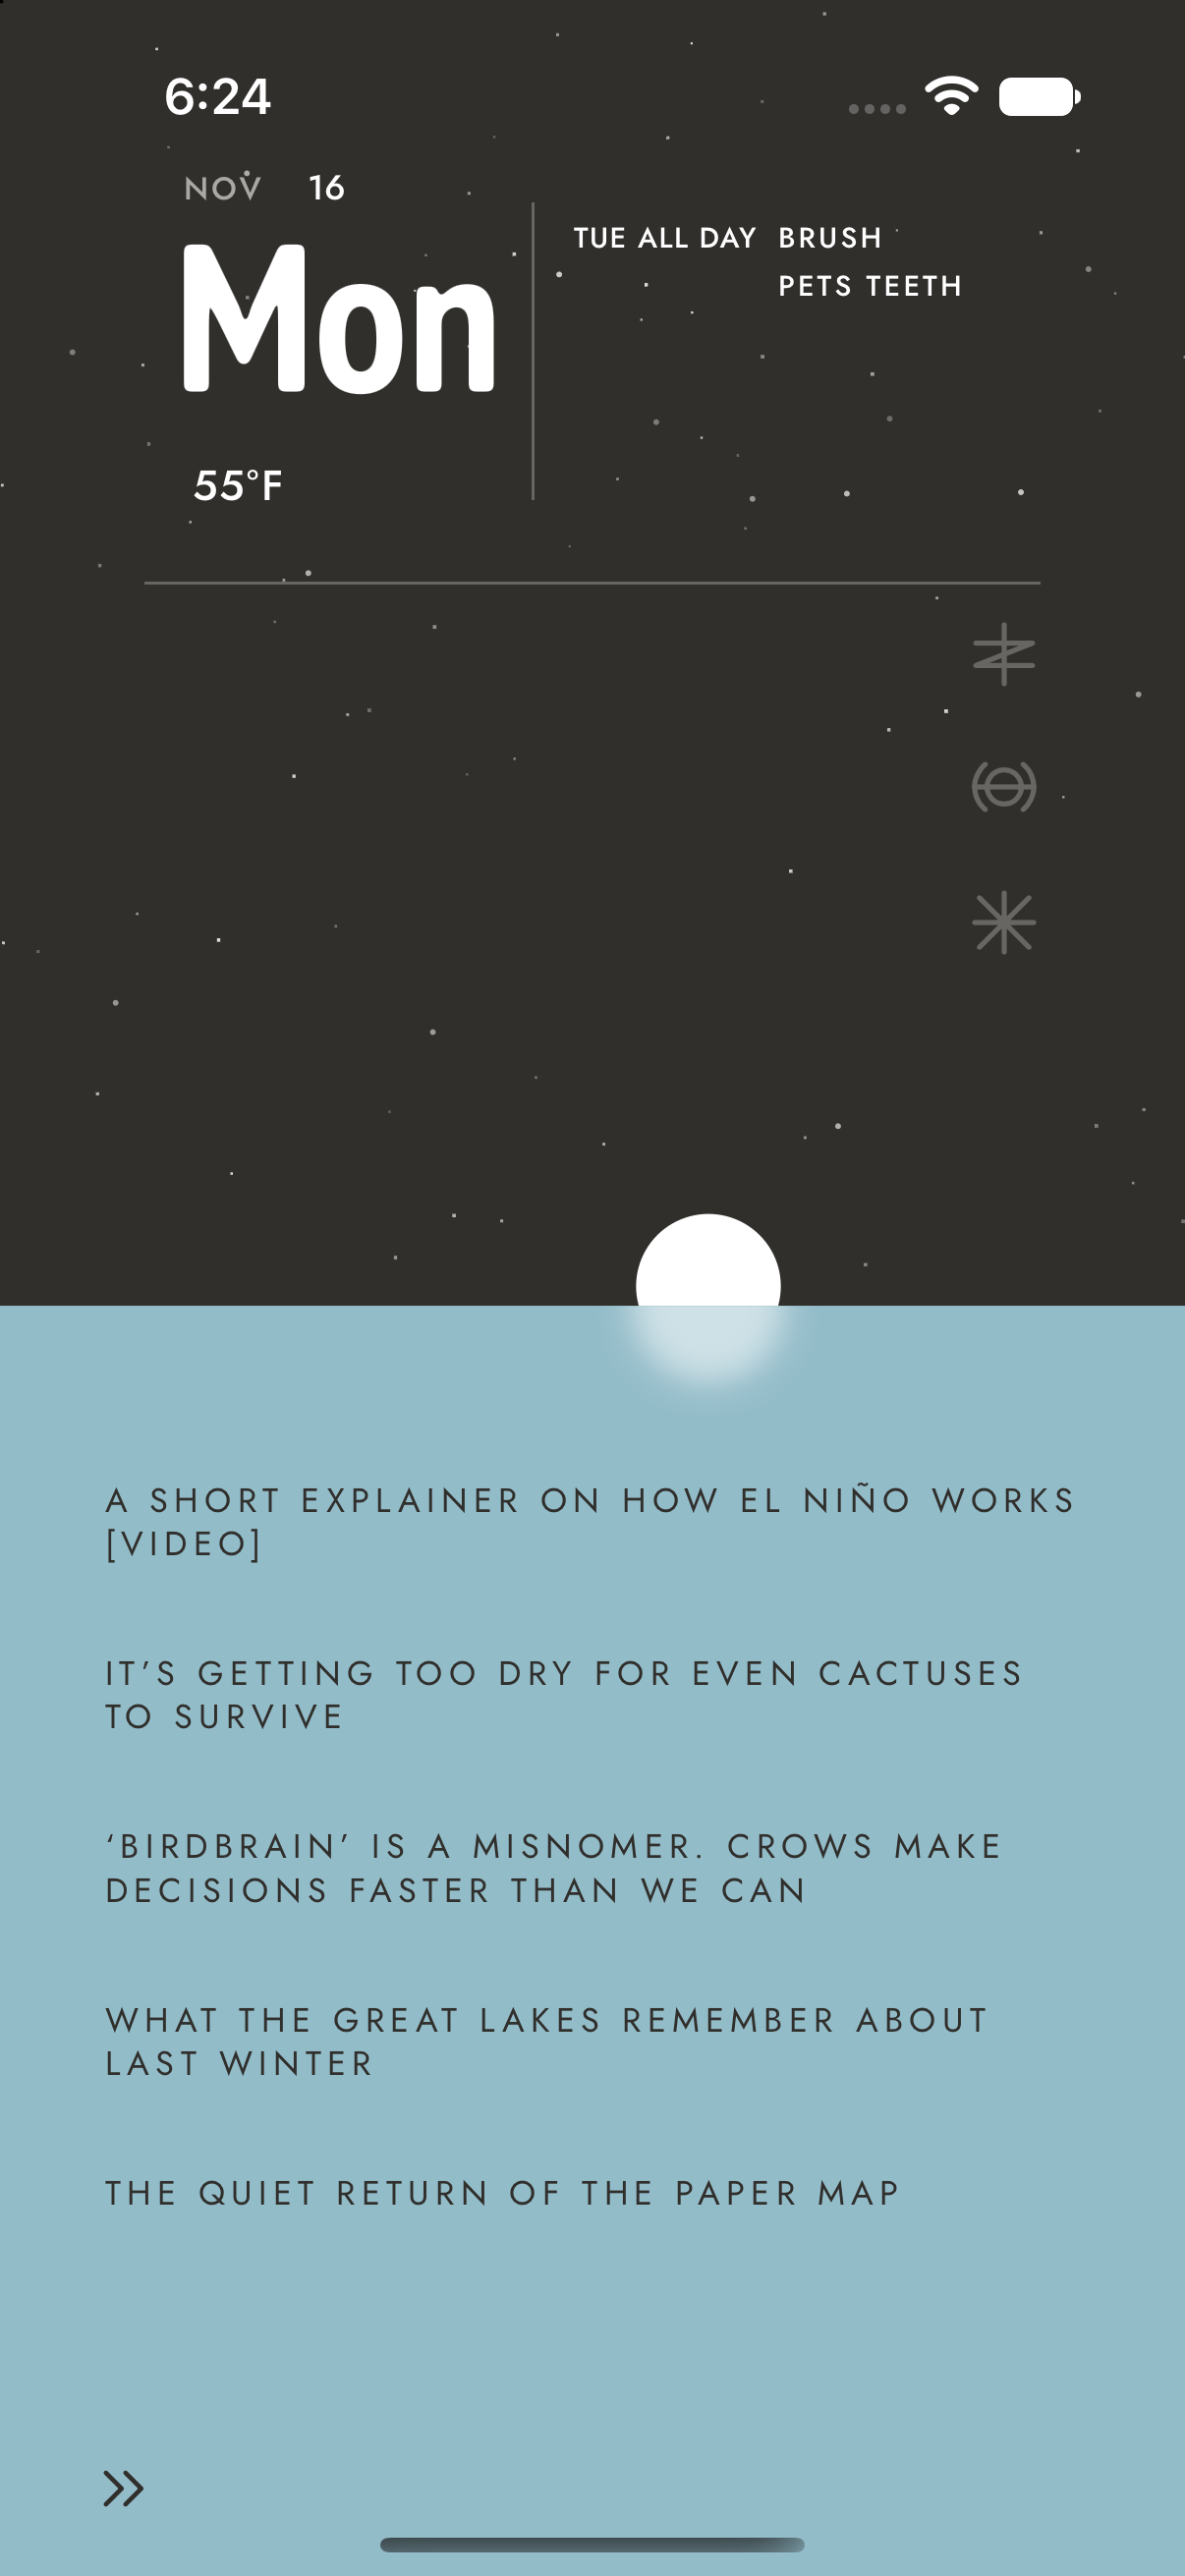 6:24
NOV 16
Mon
55°F
TUE ALL DAY BRUSH
PETS TEETH
A SHORT EXPLAINER ON HOW EL NIÑO WORKS
[VIDEO]
IT’S GETTING TOO DRY FOR EVEN CACTUSES
TO SURVIVE
‘BIRDBRAIN’ IS A MISNOMER. CROWS MAKE
DECISIONS FASTER THAN WE CAN
WHAT THE GREAT LAKES REMEMBER ABOUT
LAST WINTER
THE QUIET RETURN OF THE PAPER MAP